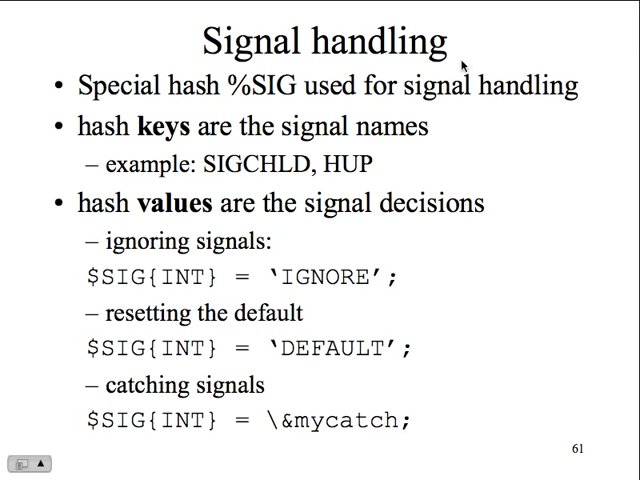 Signal handling
• Special hash %SIG used for signal handling
• hash keys are the signal names
– example: SIGCHLD, HUP
• hash values are the signal decisions
– ignoring signals:
$SIG{INT} = ‘IGNORE’;
– resetting the default
$SIG{INT} = ‘DEFAULT’;
– catching signals
$SIG{INT} = \&mycatch;
61